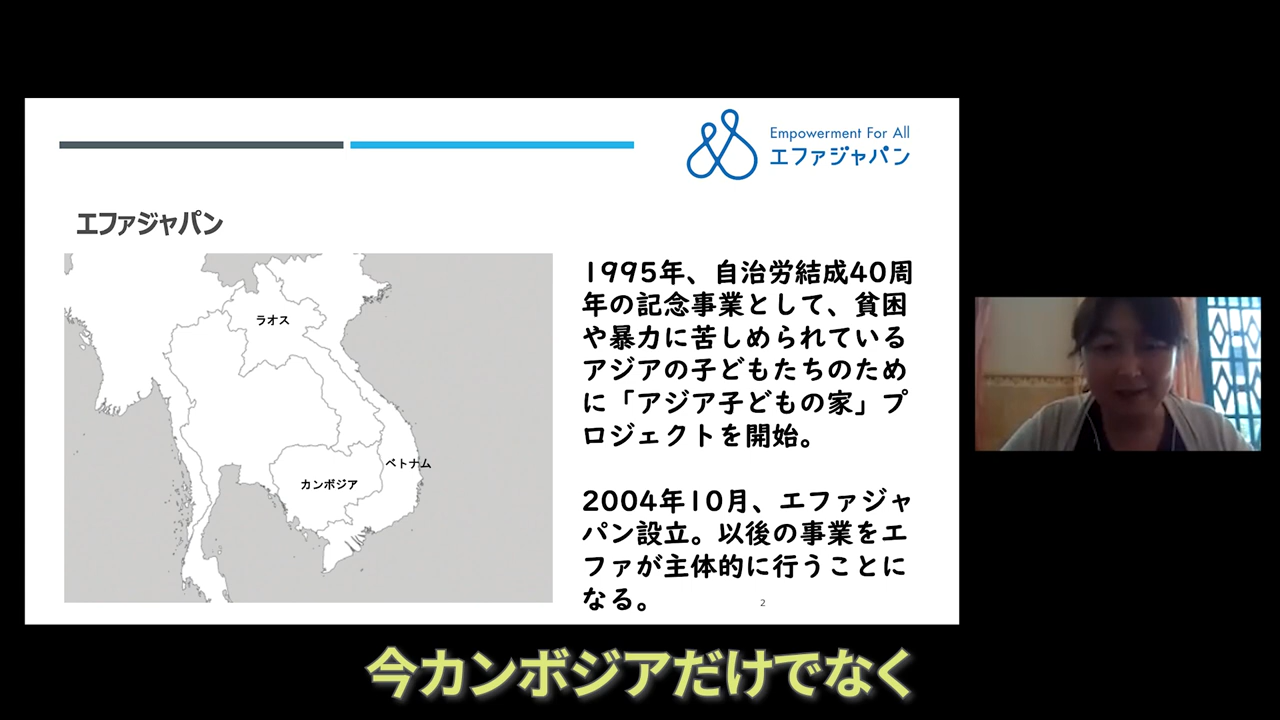 Empowerment For All
エファジャパン
エファジャパン
ラオス
ベトナム
カンボジア
1995年、自治労結成40周
年の記念事業として、貧困
や暴力に苦しめられている
アジアの子どもたちのため
に「アジア子どもの家」プ
ロジェクトを開始。
2004年10月、エファジャ
パン設立。以後の事業をエ
ファが主体的に行うことに
なる。
2
今カンボジアだけでなく